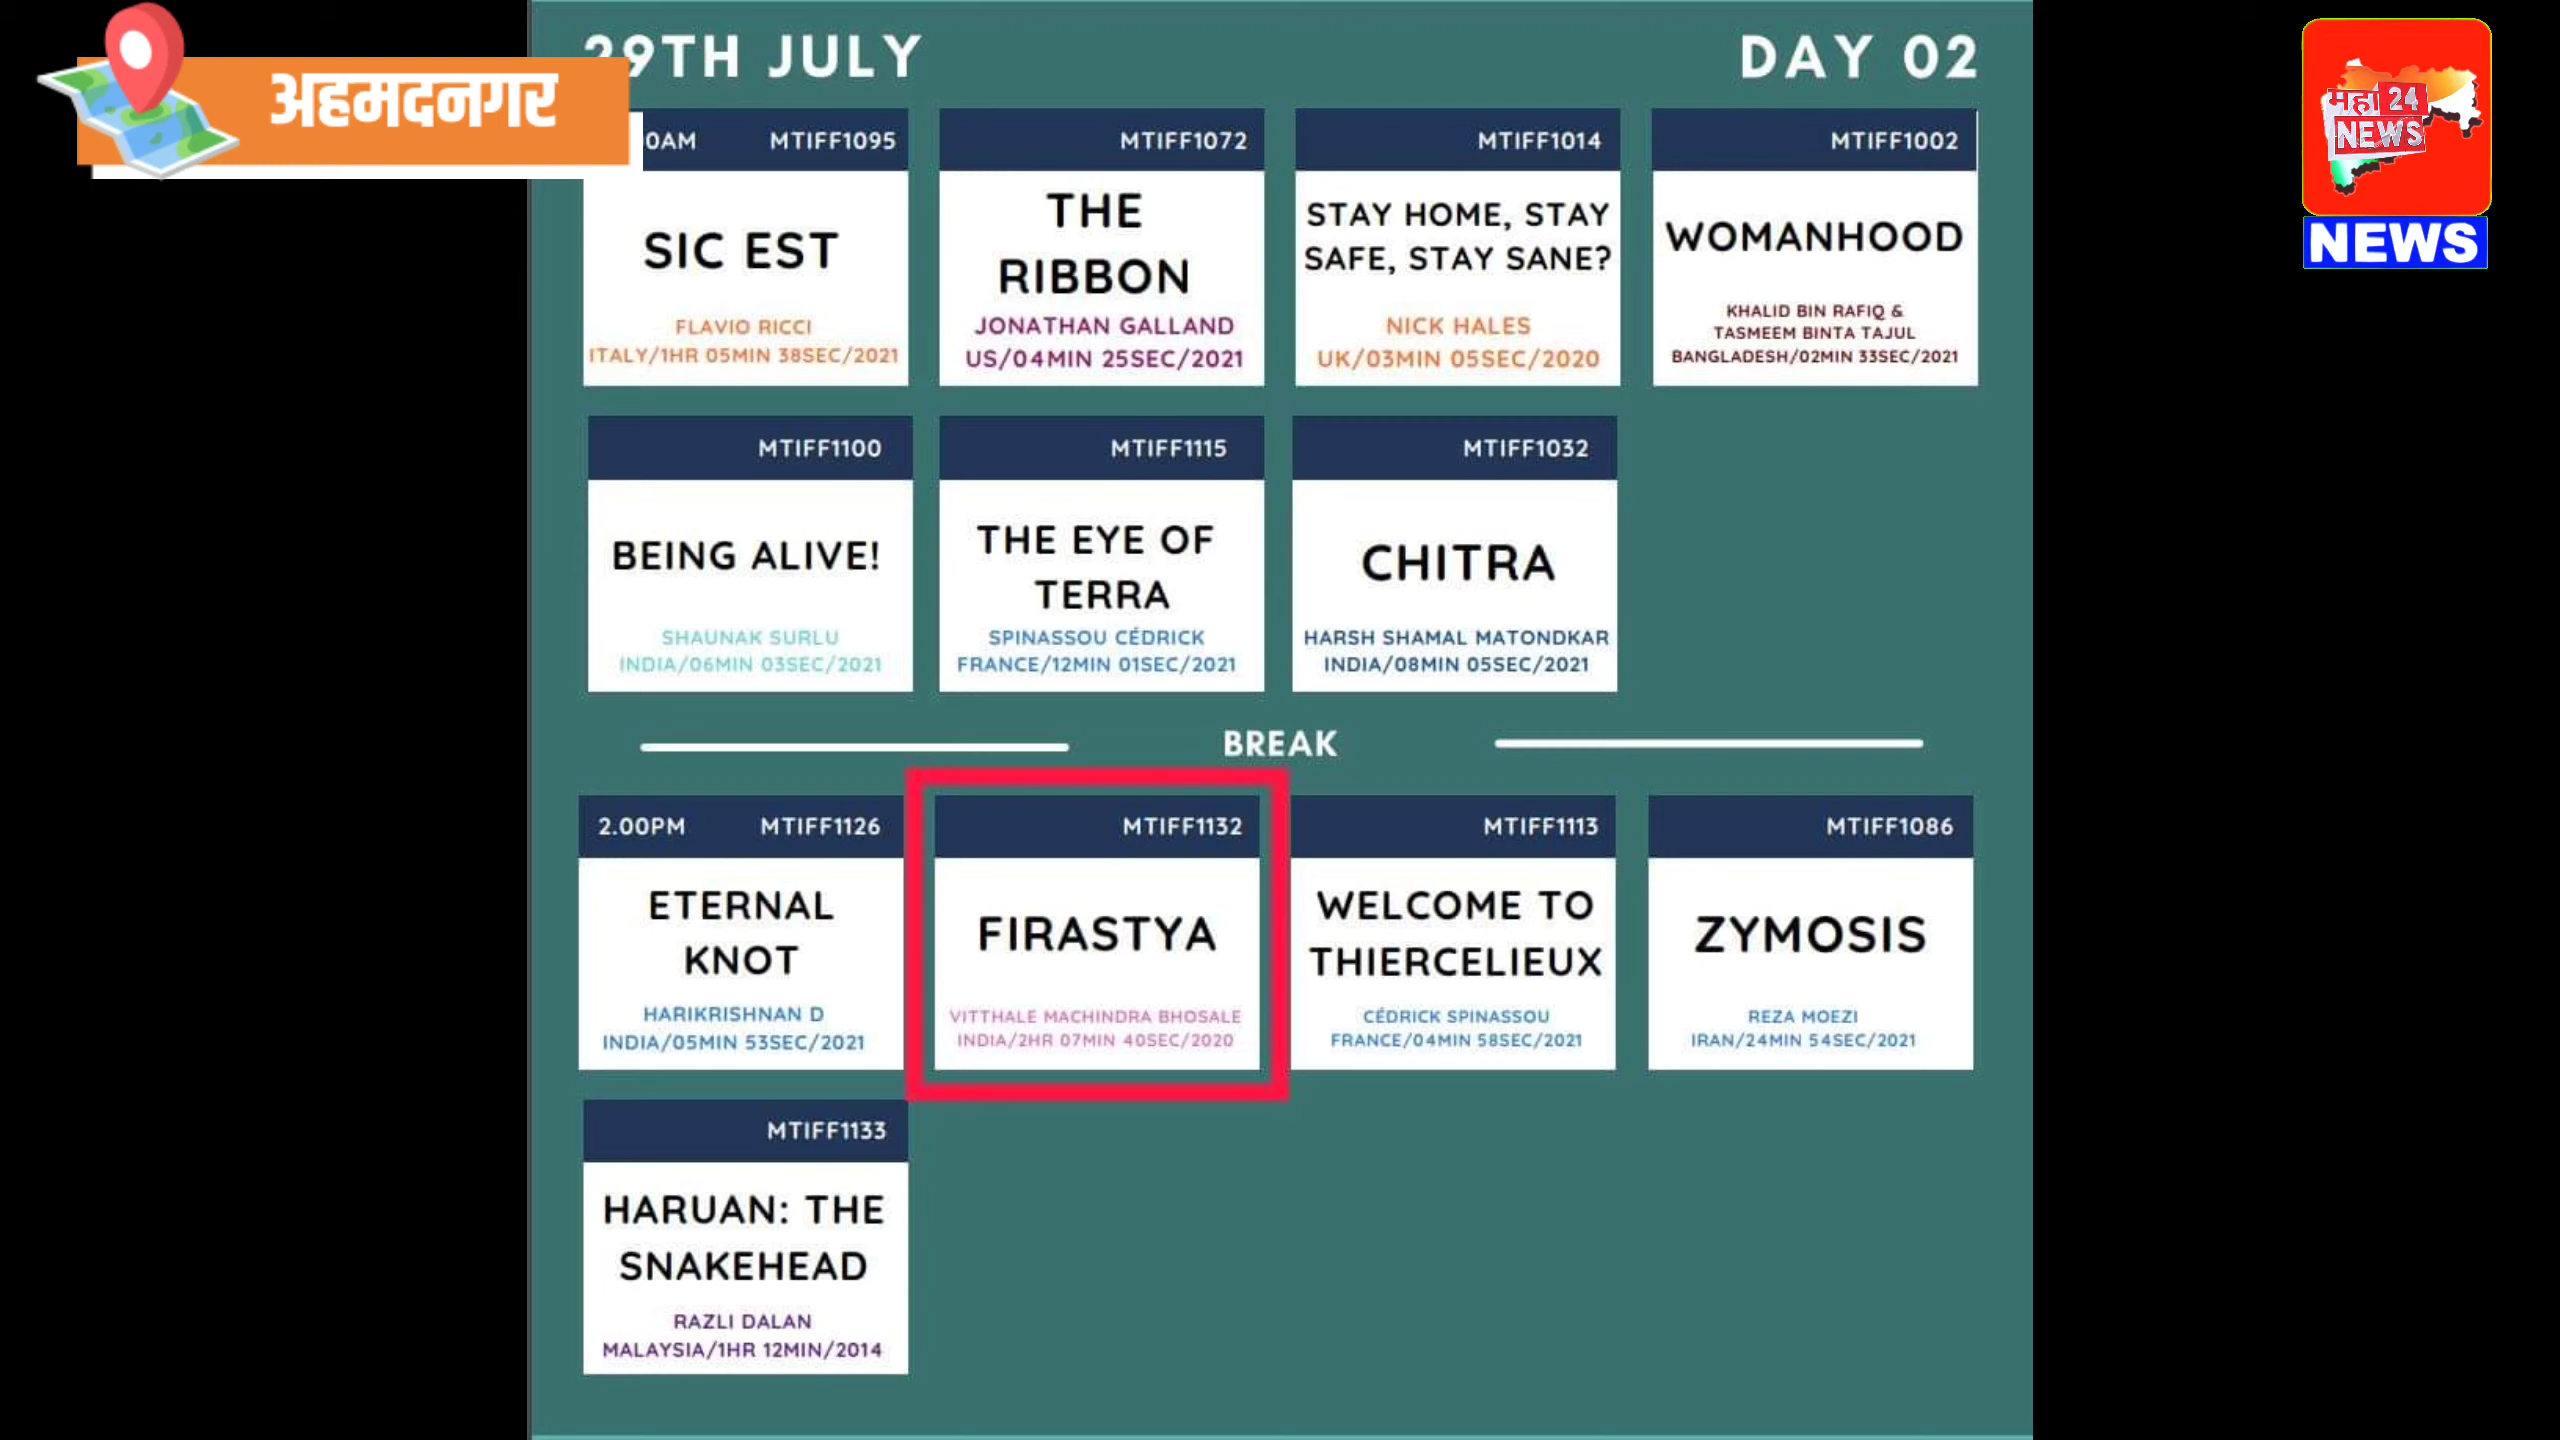 29TH JULY
DAY 02
अहमदनगर
महा 24
NEWS
NEWS
MTIFF1095
SIC EST
FLAVIO RICCI
ITALY/1HR 05MIN 38SEC/2021
MTIFF1072
THE
RIBBON
JONATHAN GALLAND
US/04MIN 25SEC/2021
MTIFF1014
STAY HOME, STAY
SAFE, STAY SANE?
NICK HALES
UK/03MIN 05SEC/2020
MTIFF1002
WOMANHOOD
KHALID BIN RAFIQ &
TASMEEM BINTA TAJUL
BANGLADESH/02MIN 33SEC/2021
MTIFF1100
BEING ALIVE!
SHAUNAK SURLU
INDIA/06MIN 03SEC/2021
MTIFF1115
THE EYE OF
TERRA
SPINASSOU CÉDRICK
FRANCE/12MIN 01SEC/2021
MTIFF1032
CHITRA
HARSH SHAMAL MATONDKAR
INDIA/08MIN 05SEC/2021
BREAK
2.00PM MTIFF1126
ETERNAL
KNOT
HARIKRISHNAN D
INDIA/05MIN 53SEC/2021
MTIFF1132
FIRASTYA
VITTHALE MACHINDRA BHOSALE
INDIA/2HR 07MIN 40SEC/2020
MTIFF1113
WELCOME TO
THIERCELIEUX
CÉDRICK SPINASSOU
FRANCE/04MIN 58SEC/2021
MTIFF1086
ZYMOSIS
REZA MOEZI
IRAN/24MIN 54SEC/2021
MTIFF1133
HARUAN: THE
SNAKEHEAD
RAZLI DALAN
MALAYSIA/1HR 12MIN/2014